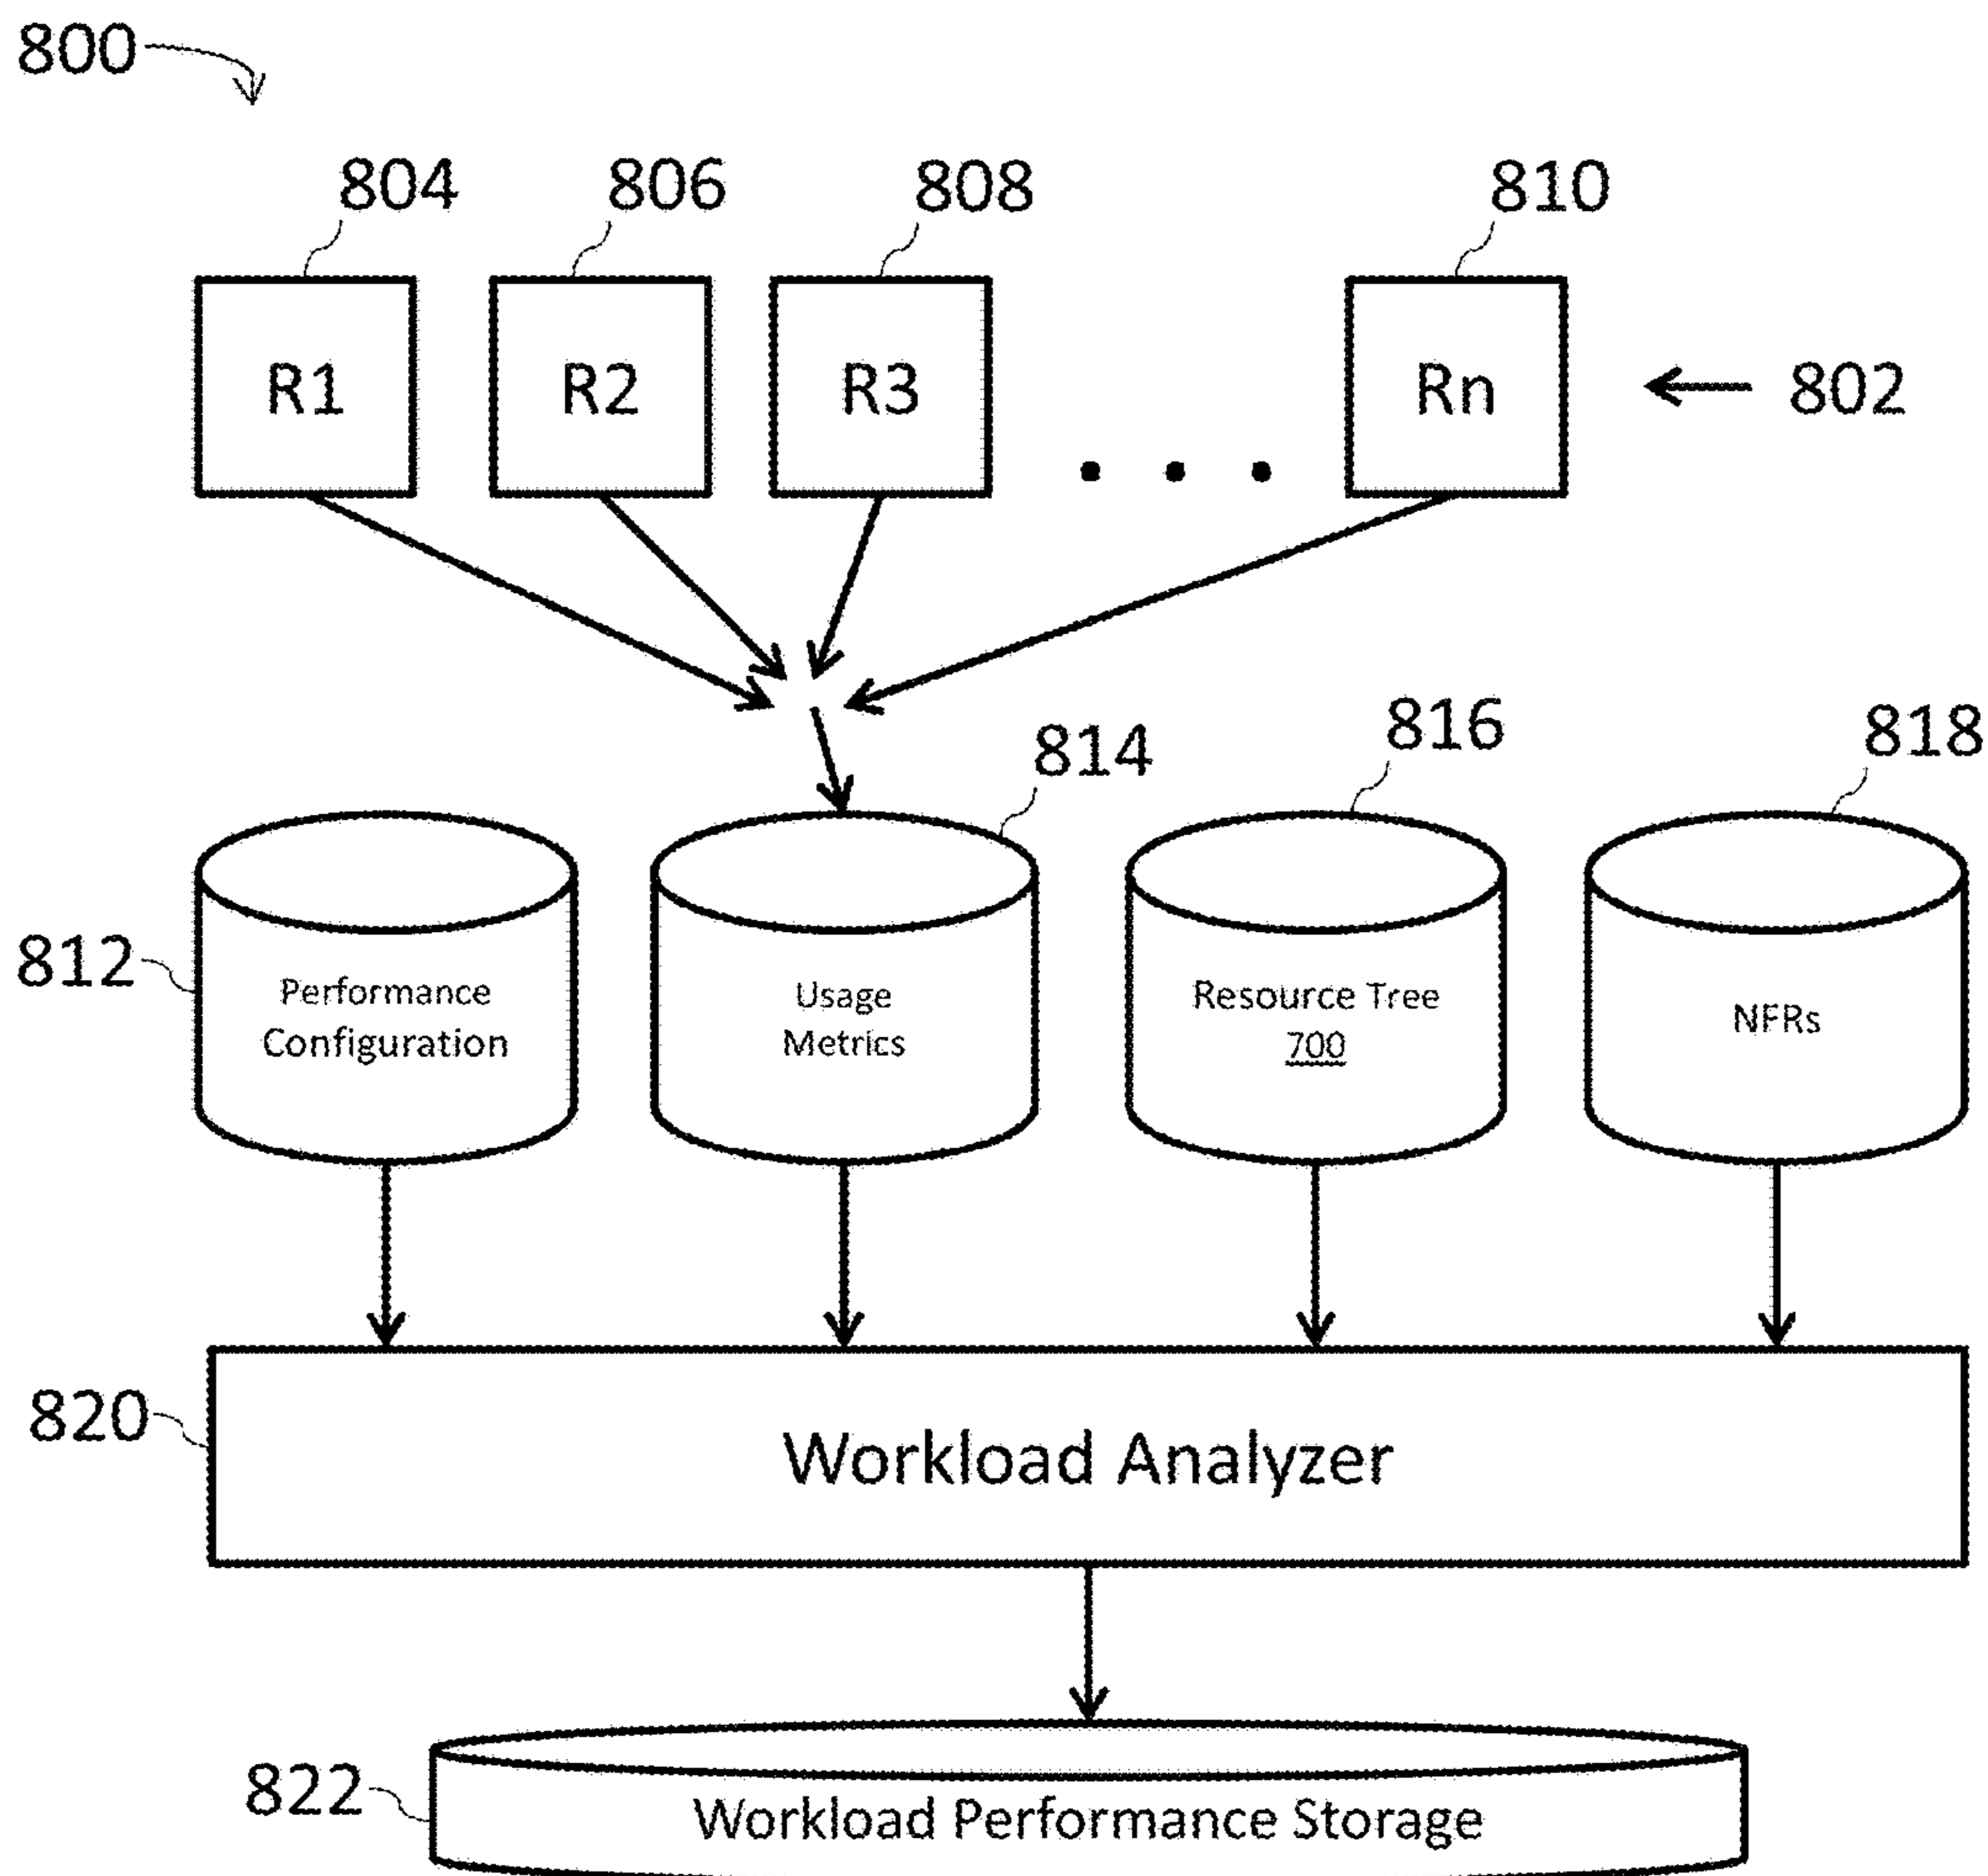 800
804 806 808 810
R1 R2 R3 . . . Rn 802
814 816 818
812
Performance
Configuration
Usage
Metrics
Resource Tree
700
NFRs
820
Workload Analyzer
822
Workload Performance Storage